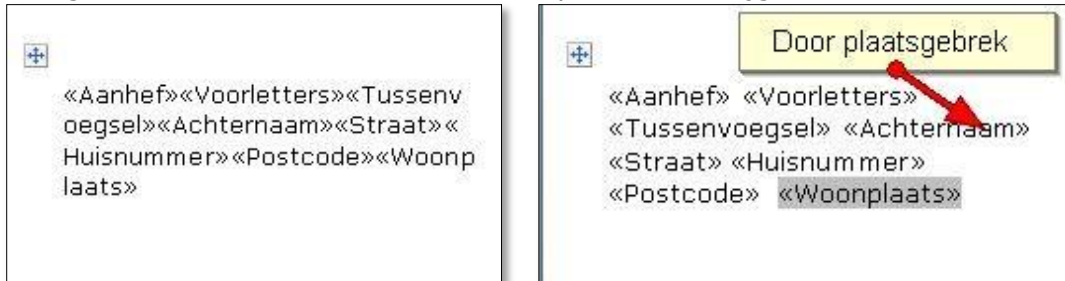 «Aanhef»«Voorletters»«Tussenv
oegsel»«Achternaam»«Straat»«
Huisnummer»«Postcode»«Woonp
laats»
Door plaatsgebrek
«Aanhef» «Voorletters»
«Tussenvoegsel» «Achternaam»
«Straat» «Huisnummer»
«Postcode» «Woonplaats»